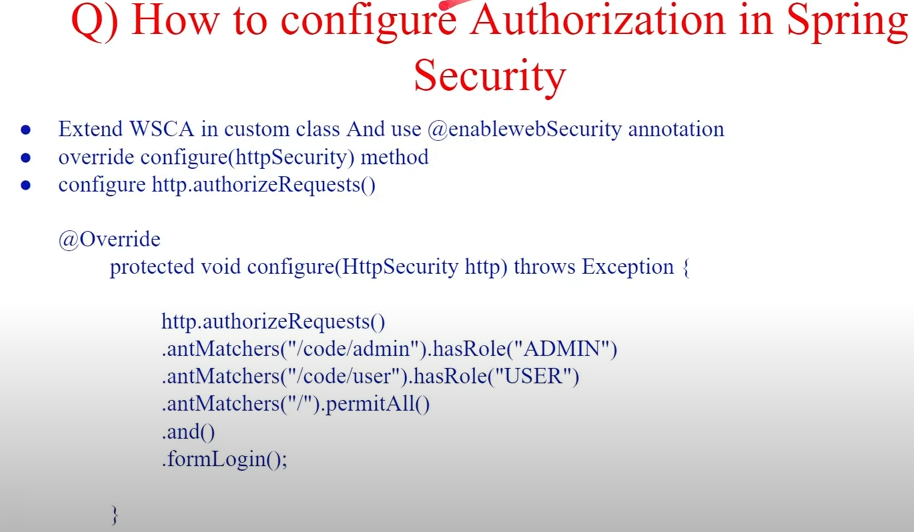 Q) How to configure Authorization in Spring
Security
● Extend WSCA in custom class And use @enablewebSecurity annotation
● override configure(httpSecurity) method
● configure http.authorizeRequests()
@Override
protected void configure(HttpSecurity http) throws Exception {
http.authorizeRequests()
.antMatchers("/code/admin").hasRole("ADMIN")
.antMatchers("/code/user").hasRole("USER")
.antMatchers("/").permitAll()
.and()
.formLogin();
}